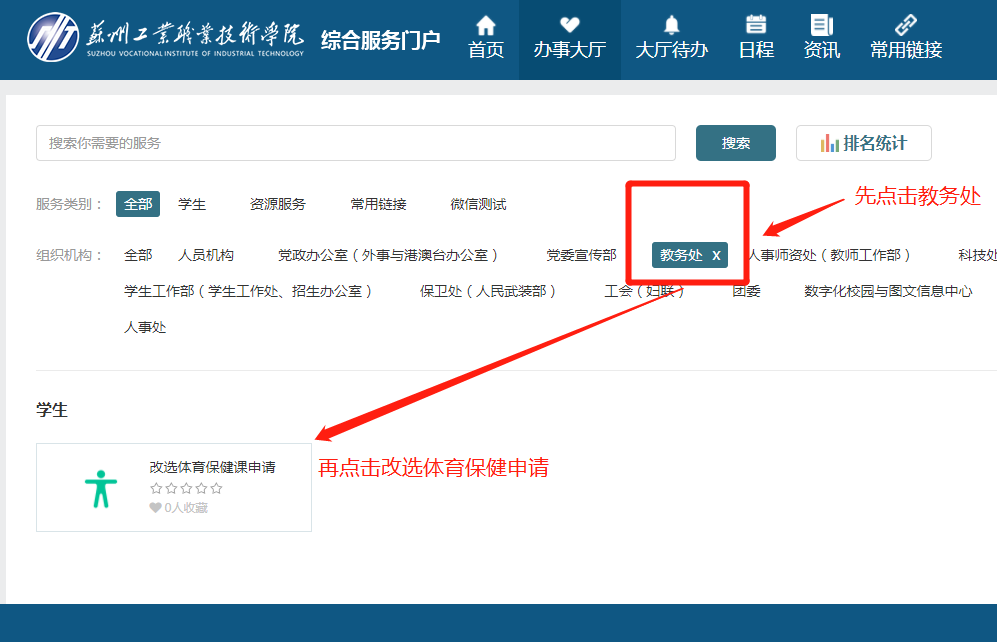 蘇州工業職業技術學院
SUZHOU VOCATIONAL INSTITUTE OF INDUSTRIAL TECHNOLOGY
综合服务门户
首页 办事大厅 大厅待办 日程 资讯 常用链接
搜索你需要的服务 搜索 排名统计
服务类别： 全部 学生 资源服务 常用链接 微信测试
先点击教务处
组织机构： 全部 人员机构 党政办公室（外事与港澳台办公室） 党委宣传部 教务处 x 人事师资处（教师工作部） 科技处
学生工作部（学生工作处、招生办公室） 保卫处（人民武装部） 工会（妇联） 团委 数字化校园与图文信息中心
人事处
学生
改选体育保健课申请
再点击改选体育保健申请
0人收藏